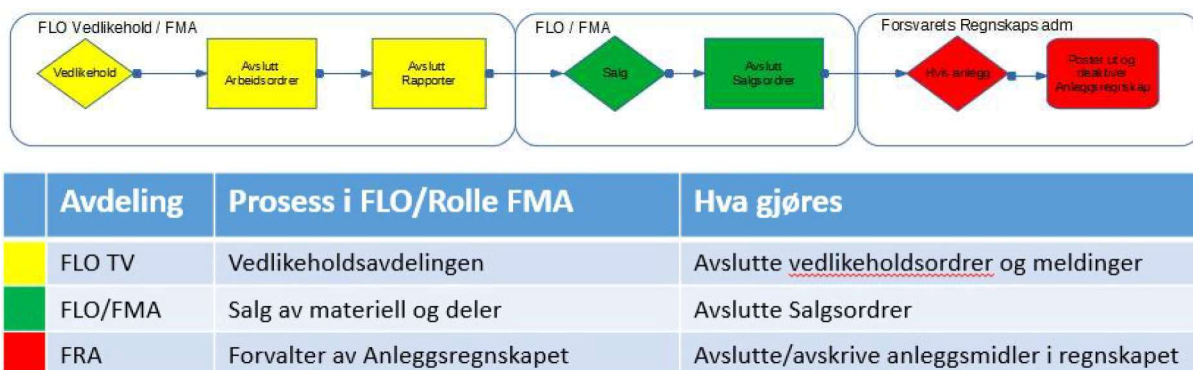 FLO Vedlikehold / FMA
Vedlikehold
Avslutt
Arbeidsordrer
Avslutt
Rapporter
FLO / FMA
Salg
Avslutt
Salgsordrer
Forsvarets Regnskaps adm
Hvis anlegg
Poster ut og
deaktiver
Anleggsregnskap
Avdeling Prosess i FLO/Rolle FMA Hva gjøres
FLO TV Vedlikeholdsavdelingen Avslutte vedlikeholdsordrer og meldinger
FLO/FMA Salg av materiell og deler Avslutte Salgsordrer
FRA Forvalter av Anleggsregnskapet Avslutte/avskrive anleggsmidler i regnskapet